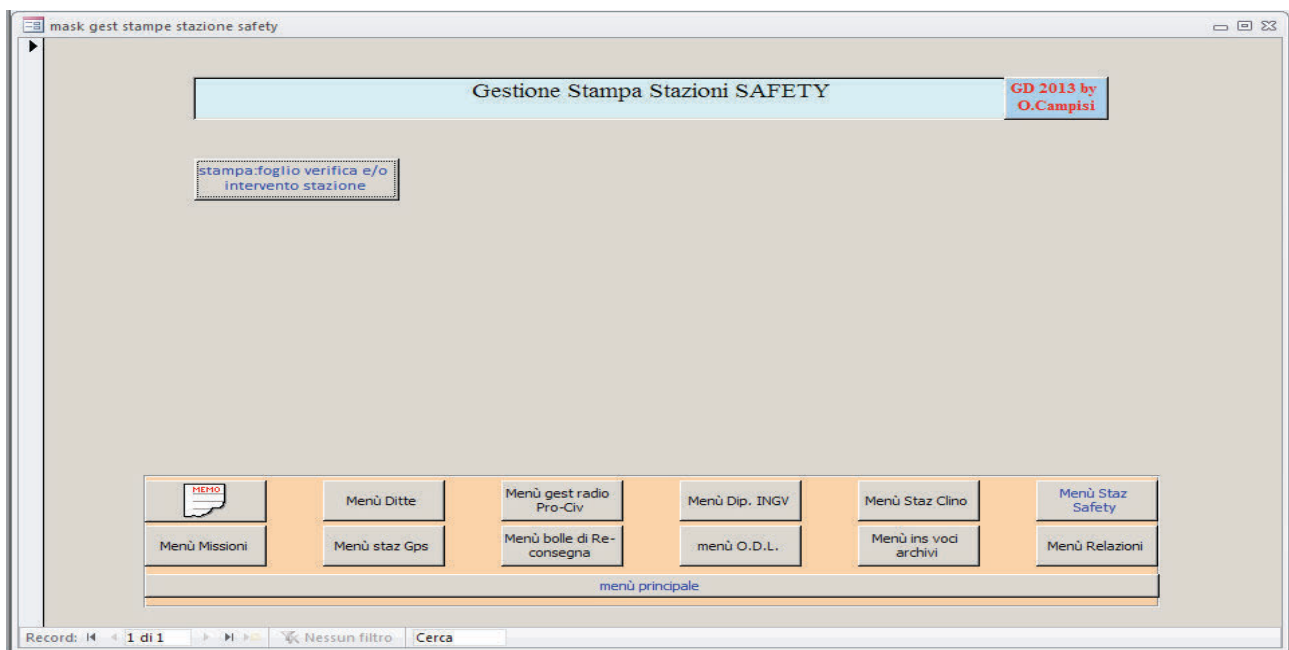 mask gest stampe stazione safety
Gestione Stampa Stazioni SAFETY
GD 2013 by
O.Campisi
stampa:foglio verifica e/o
intervento stazione
MEMO
Menù Ditte
Menù gest radio
Pro-Civ
Menù Dip. INGV
Menù Staz Clino
Menù Staz
Safety
Menù Missioni
Menù staz Gps
Menù bolle di Re-
consegna
menù O.D.L.
Menù ins voci
archivi
Menù Relazioni
menù principale
Record: 1 di 1 Nessun filtro Cerca